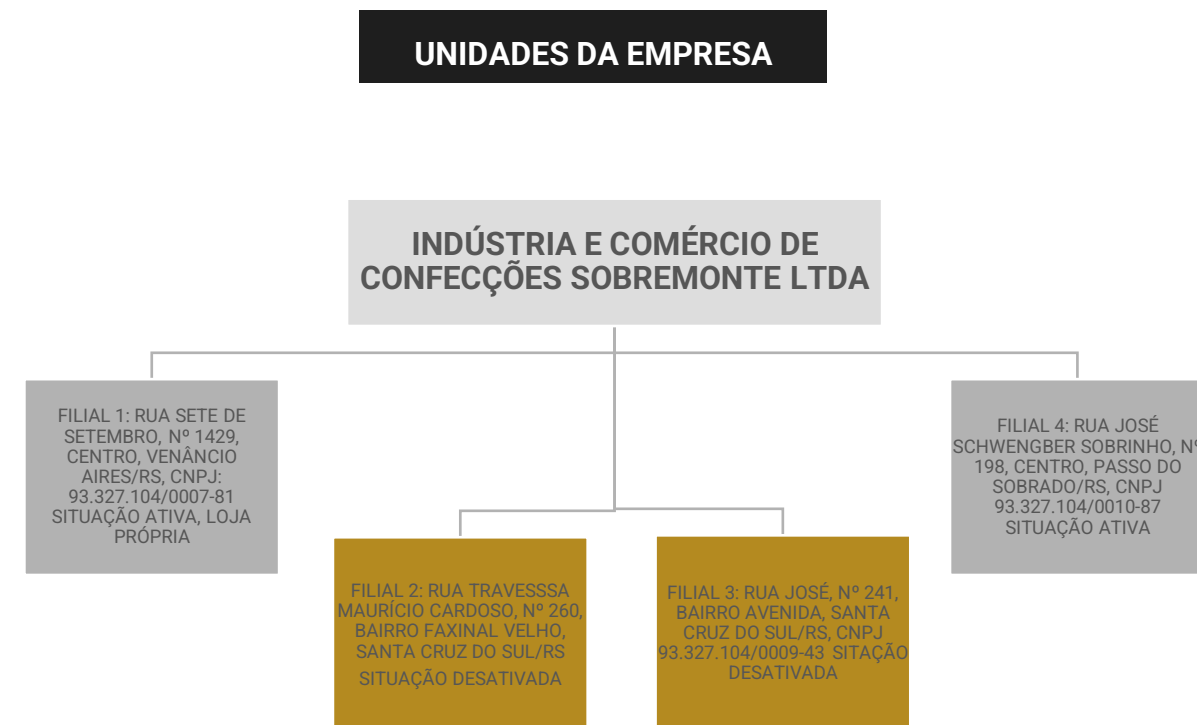 UNIDADES DA EMPRESA
INDÚSTRIA E COMÉRCIO DE
CONFECÇÕES SOBREMONTE LTDA
FILIAL 1: RUA SETE DE
SETEMBRO, Nº 1429,
CENTRO, VENÂNCIO
AIRES/RS, CNPJ:
93.327.104/0007-81
SITUAÇÃO ATIVA, LOJA
PRÓPRIA
FILIAL 2: RUA TRAVESSSA
MAURÍCIO CARDOSO, Nº 260,
BAIRRO FAXINAL VELHO,
SANTA CRUZ DO SUL/RS
SITUAÇÃO DESATIVADA
FILIAL 3: RUA JOSÉ, Nº 241,
BAIRRO AVENIDA, SANTA
CRUZ DO SUL/RS, CNPJ
93.327.104/0009-43 SITAÇÃO
DESATIVADA
FILIAL 4: RUA JOSÉ
SCHWENGBER SOBRINHO, Nº
198, CENTRO, PASSO DO
SOBRADO/RS, CNPJ
93.327.104/0010-87
SITUAÇÃO ATIVA